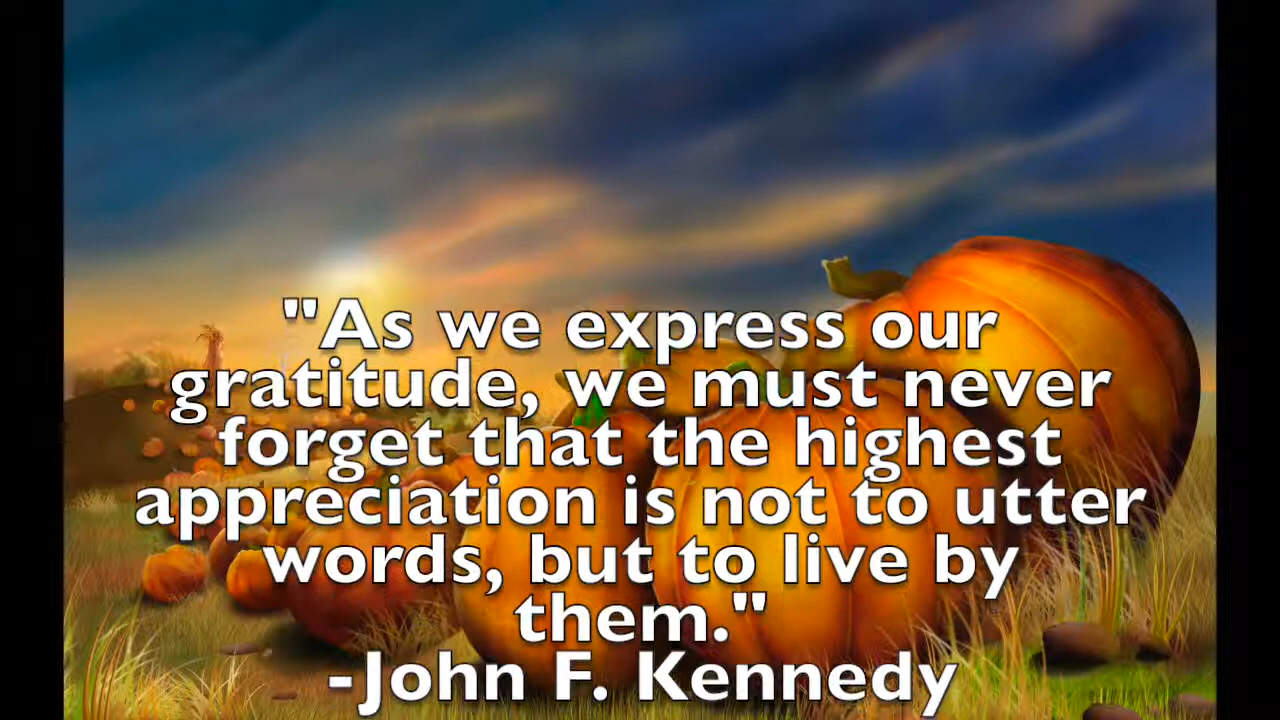 "As we express our
gratitude, we must never
forget that the highest
appreciation is not to utter
words, but to live by
them."
-John F. Kennedy